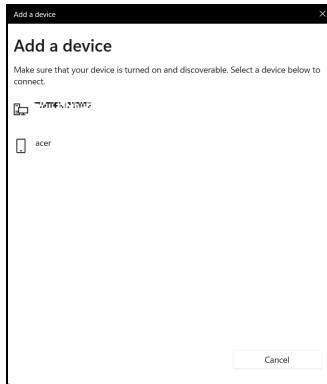 Add a device
Add a device
Make sure that your device is turned on and discoverable. Select a device below to
connect.
acer
Cancel